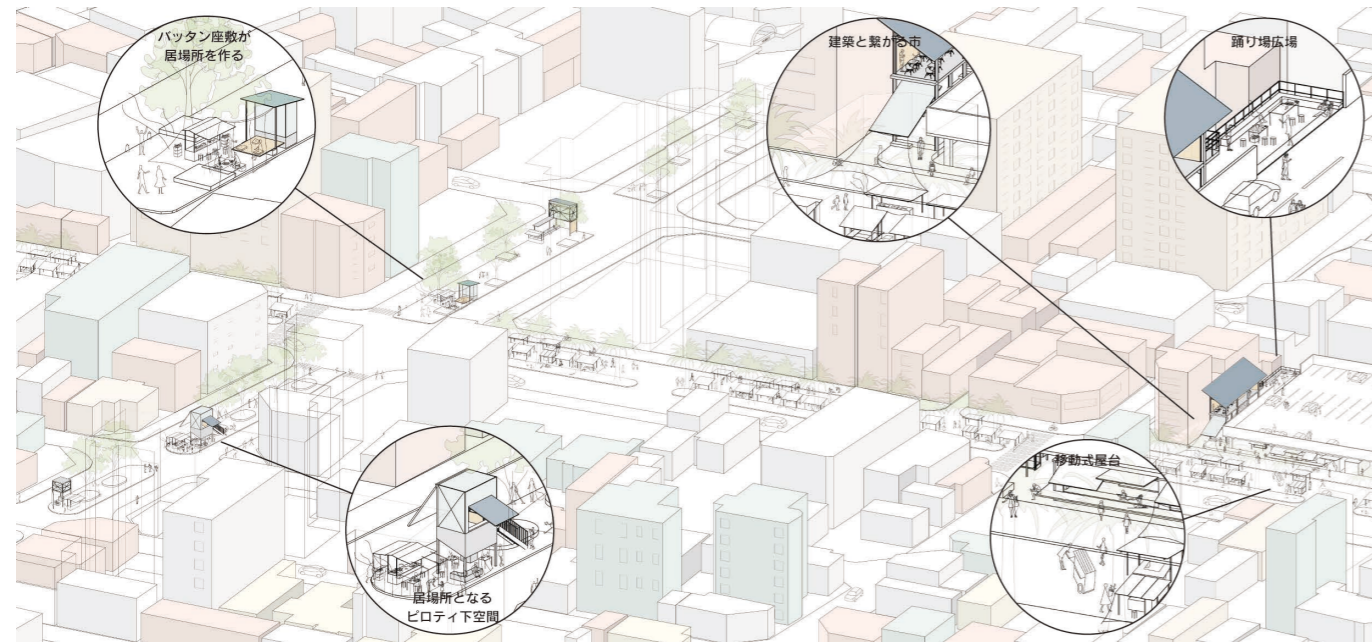 バッタン座敷が
居場所を作る
建築と繋がる市
踊り場広場
移動式屋台
居場所となる
ピロティ下空間